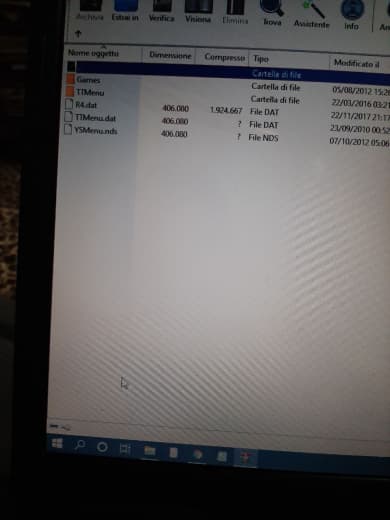 Archivia Estrai in Verifica Visiona Elimina Trova Assistente Info
Nome oggetto Dimensione Compresso Tipo Modificato il
Cartella di file
Games Cartella di file 05/08/2012 15:26
TTMenu Cartella di file 22/03/2016 03:21
R4.dat 406.080 1.924.667 File DAT 22/11/2017 21:17
TTMenu.dat 406.080 ? File DAT 23/09/2010 00:52
YSMenu.nds 406.080 ? File NDS 07/10/2012 05:06